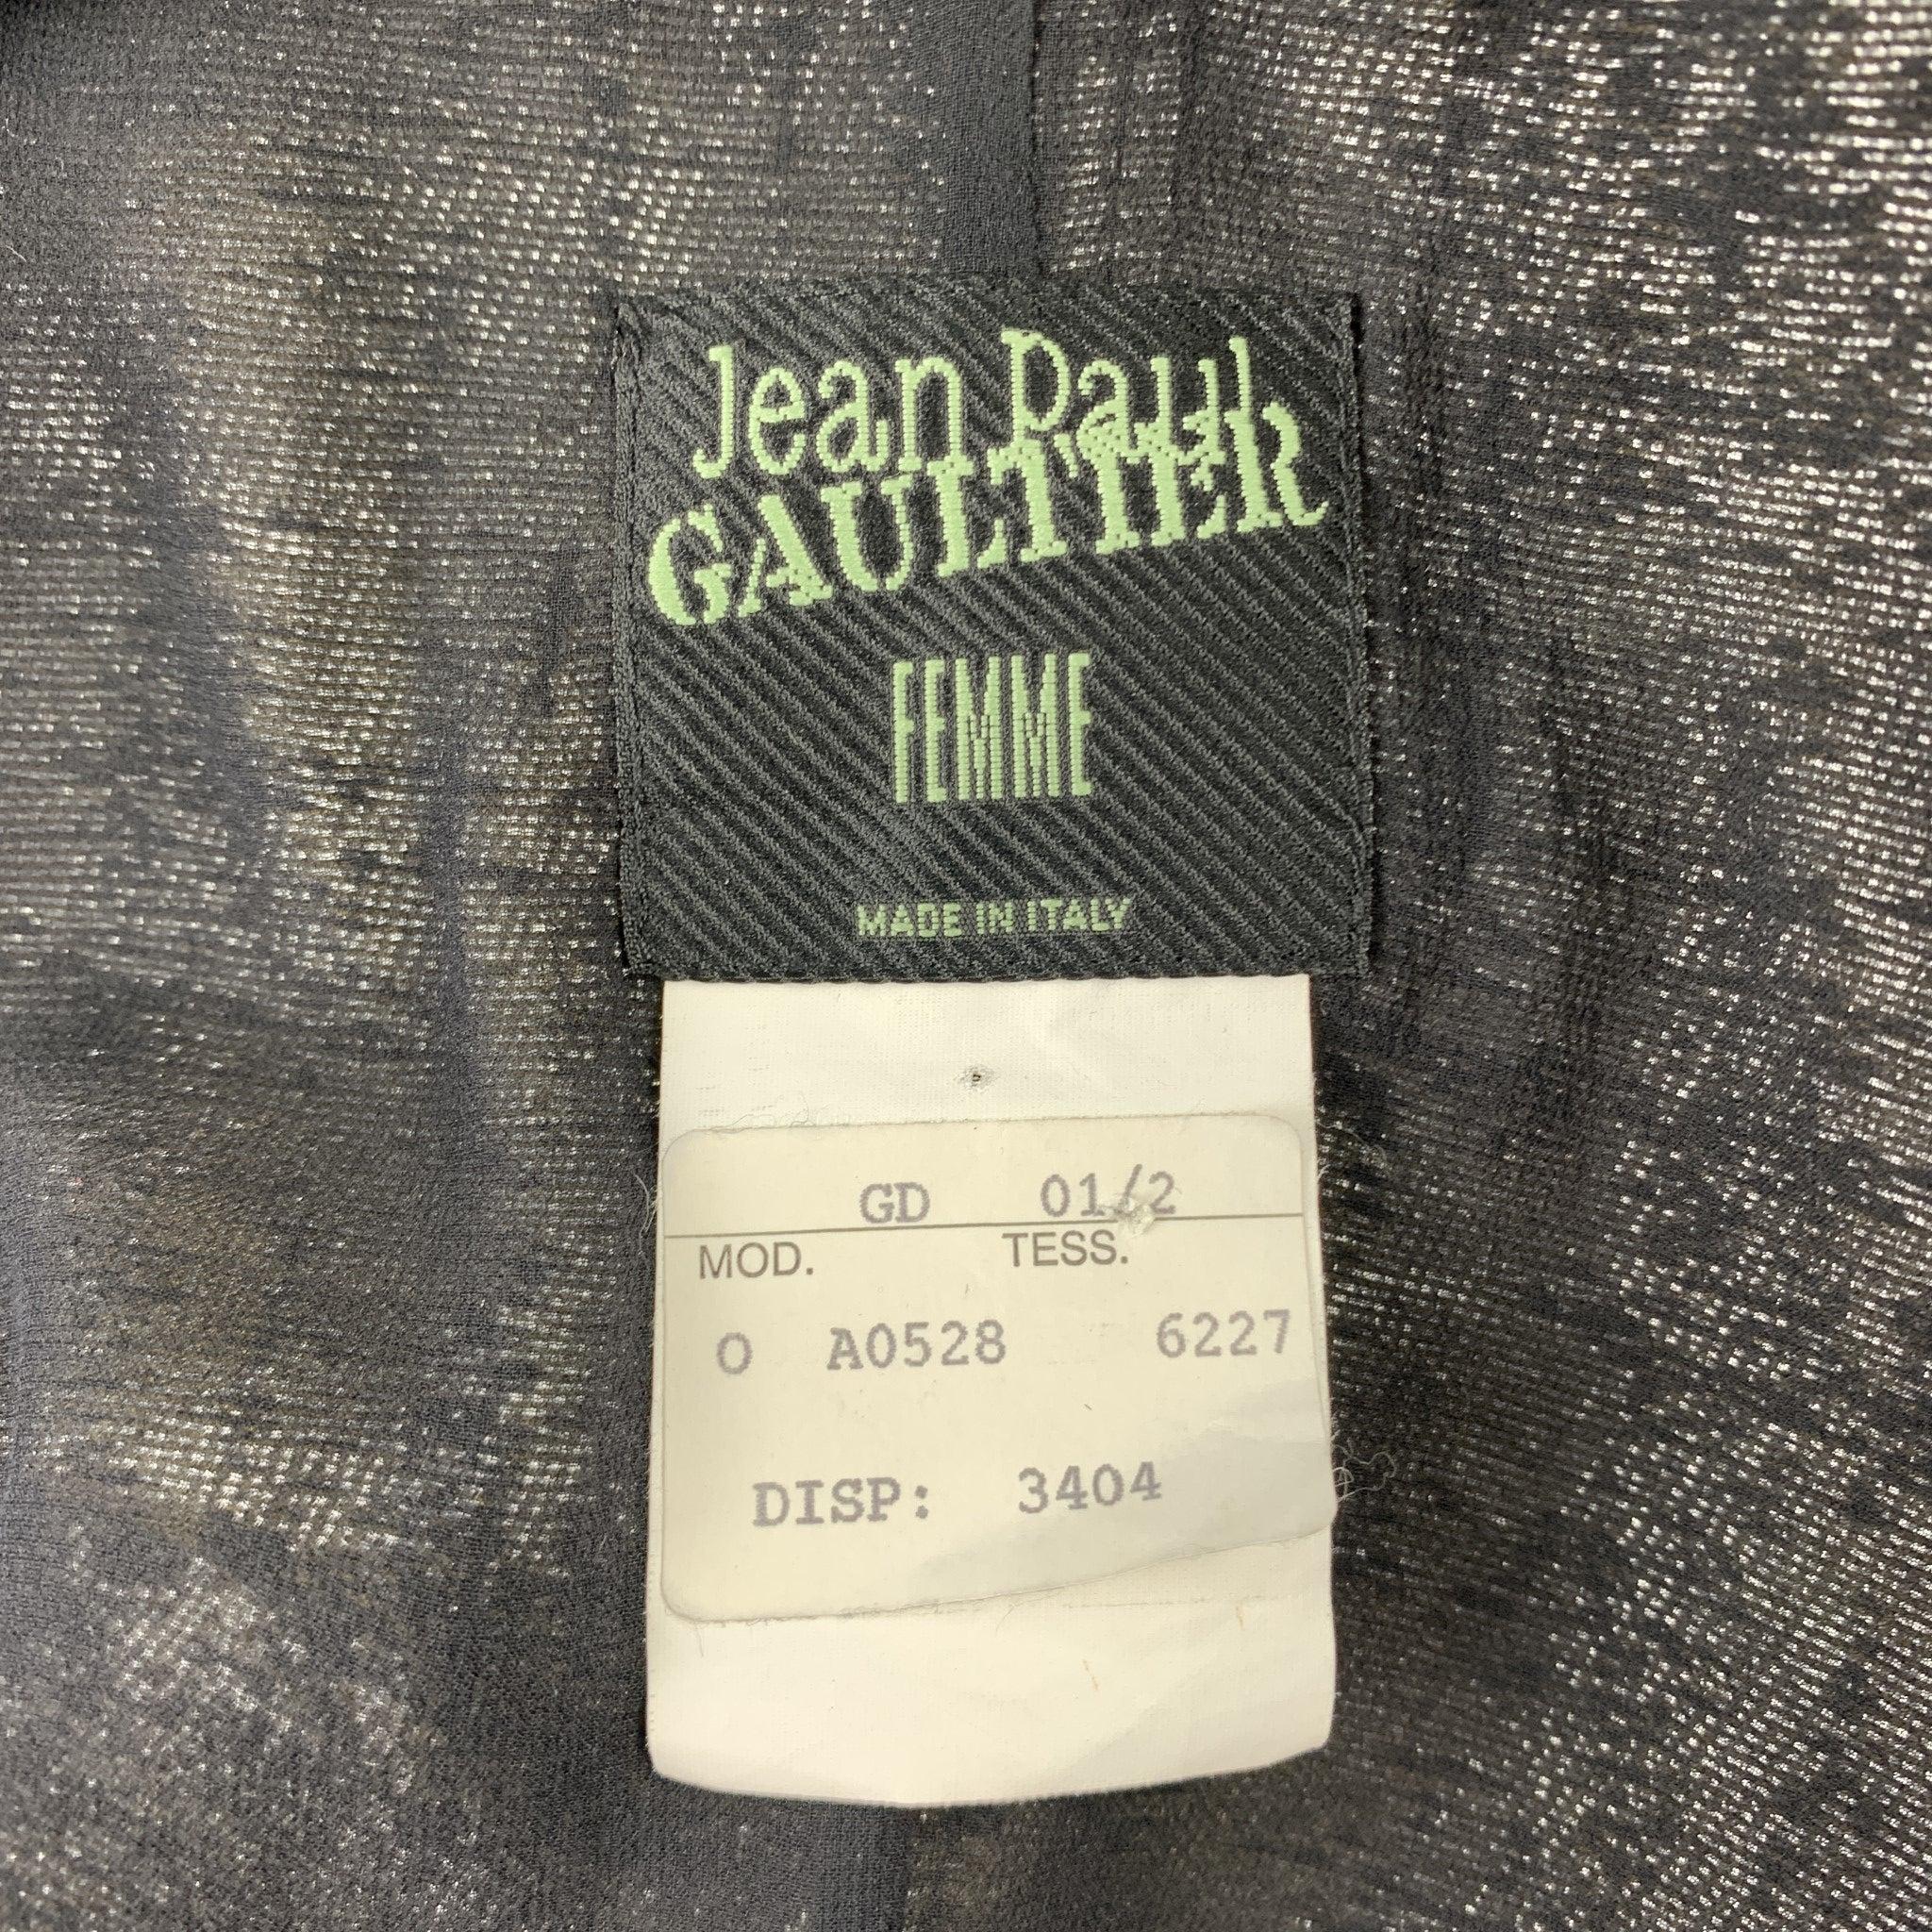 Jean Paul
GAULTIER
FEMME
MADE IN ITALY
GD 01/2
MOD. TESS.
O A0528 6227
DISP: 3404